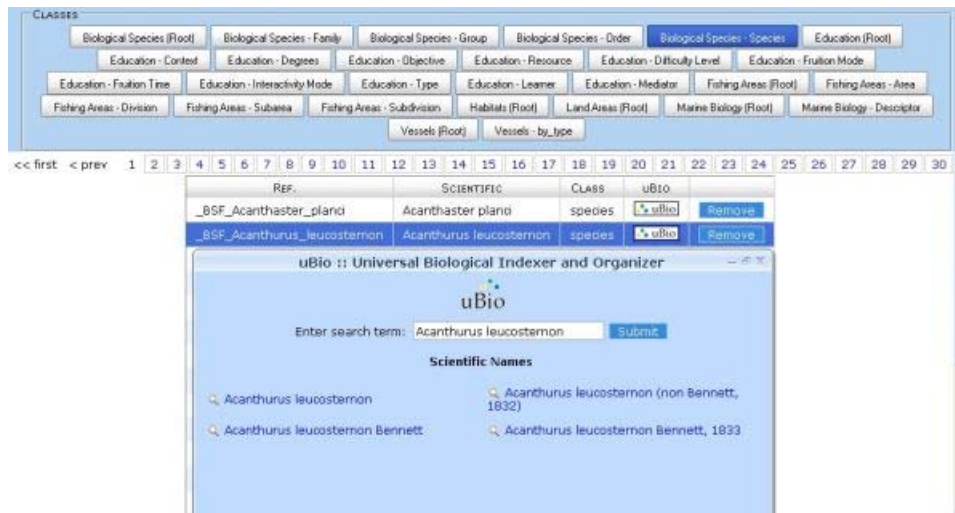 CLASSES
Biological Species (Root) Biological Species - Family Biological Species - Group Biological Species - Order Biological Species - Species Education (Root)
Education - Context Education - Degrees Education - Objective Education - Resource Education - Difficulty Level Education - Fruition Mode
Education - Fruition Time Education - Interactivity Mode Education - Type Education - Learner Education - Mediator Fishing Areas (Root) Fishing Areas - Area
Fishing Areas - Division Fishing Areas - Subarea Fishing Areas - Subdivision Habitats (Root) Land Areas (Root) Marine Biology (Root) Marine Biology - Descriptor
Vessels (Root) Vessels - by_type
<< first < prev 1 2 3 4 5 6 7 8 9 10 11 12 13 14 15 16 17 18 19 20 21 22 23 24 25 26 27 28 29 30
REF. SCIENTIFIC CLASS UBIO
_BSF_Acanthaster_planci Acanthaster planci species uBio Remove
_BSF_Acanthurus_leucosternon Acanthurus leucosternon species uBio Remove
uBio :: Universal Biological Indexer and Organizer
uBio
Enter search term: Acanthurus leucosternon Submit
Scientific Names
Acanthurus leucosternon Acanthurus leucosternon (non Bennett,
1832)
Acanthurus leucosternon Bennett Acanthurus leucosternon Bennett, 1833